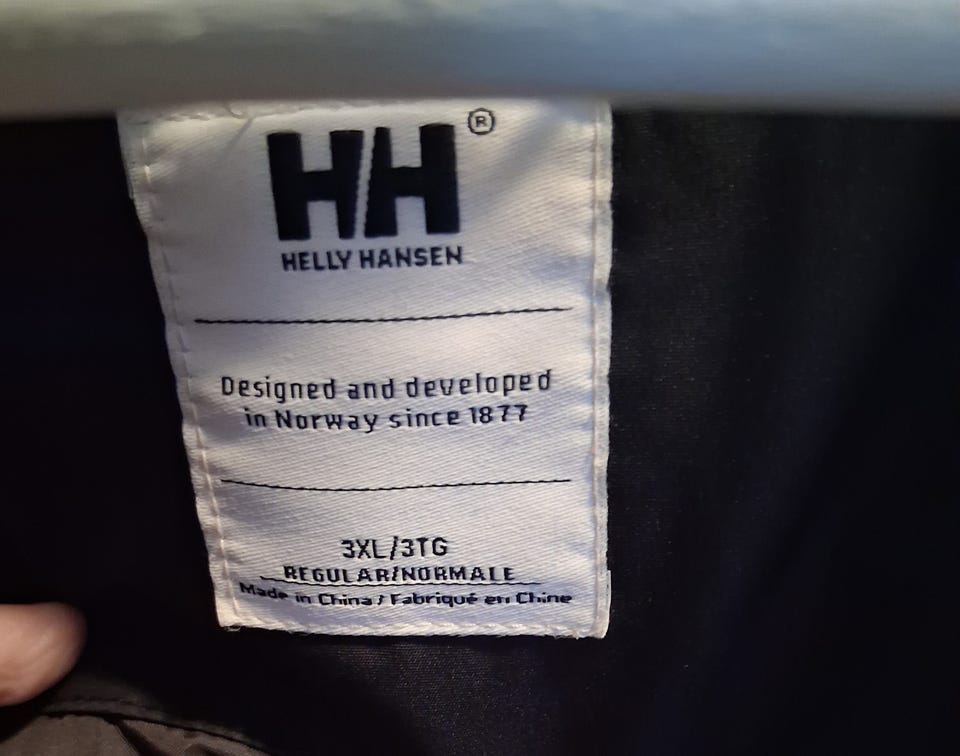 HH®
HELLY HANSEN
Designed and developed
in Norway since 1877
3XL/3TG
REGULAR/NORMALE
Made in China / Fabriqué en Chine